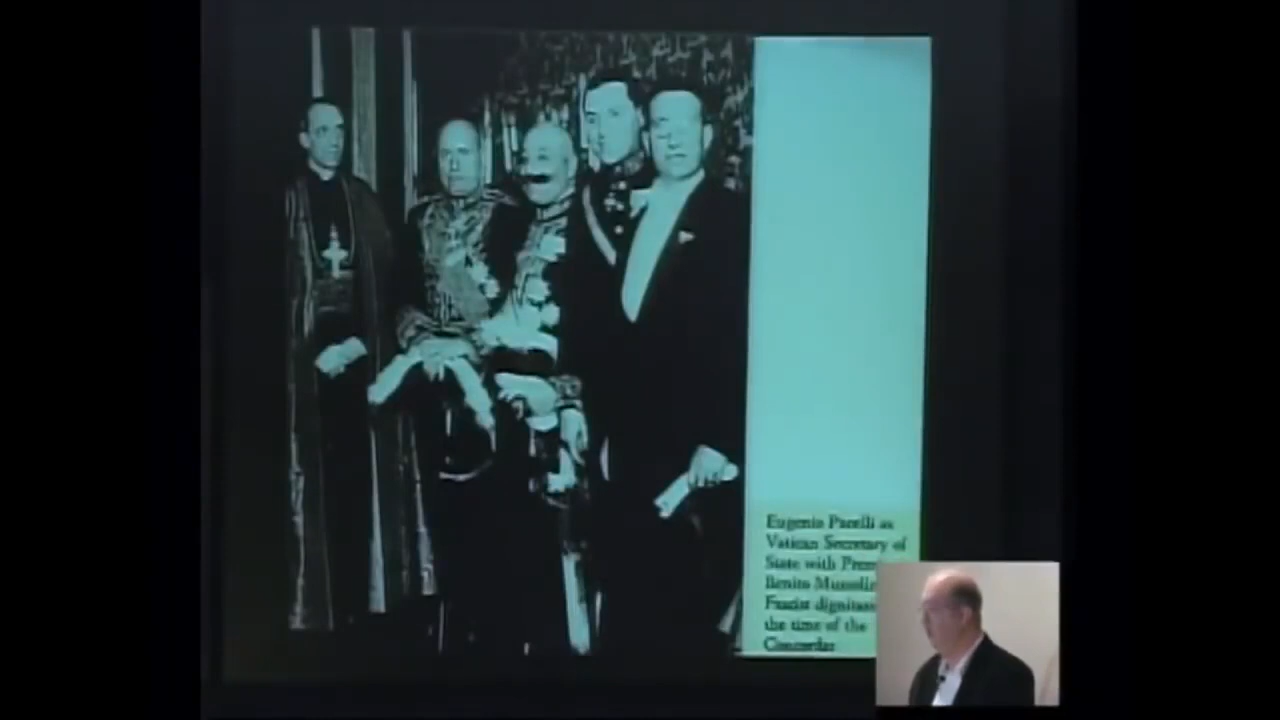 Eugenio Pacelli as
Vatican Secretary of
State with
Benito
Fascist
the time of the
Concordat